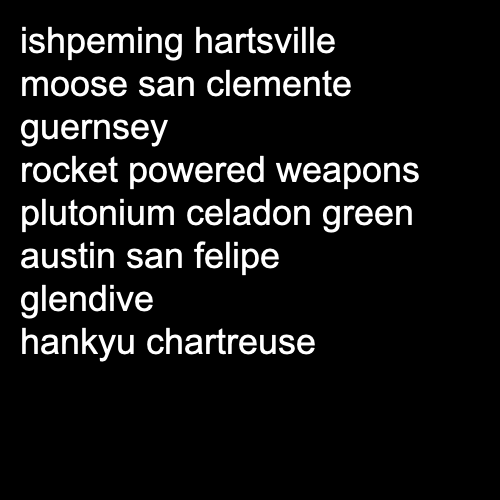 ishpeming hartsville
moose san clemente
guernsey
rocket powered weapons
plutonium celadon green
austin san felipe
glendive
hankyu chartreuse